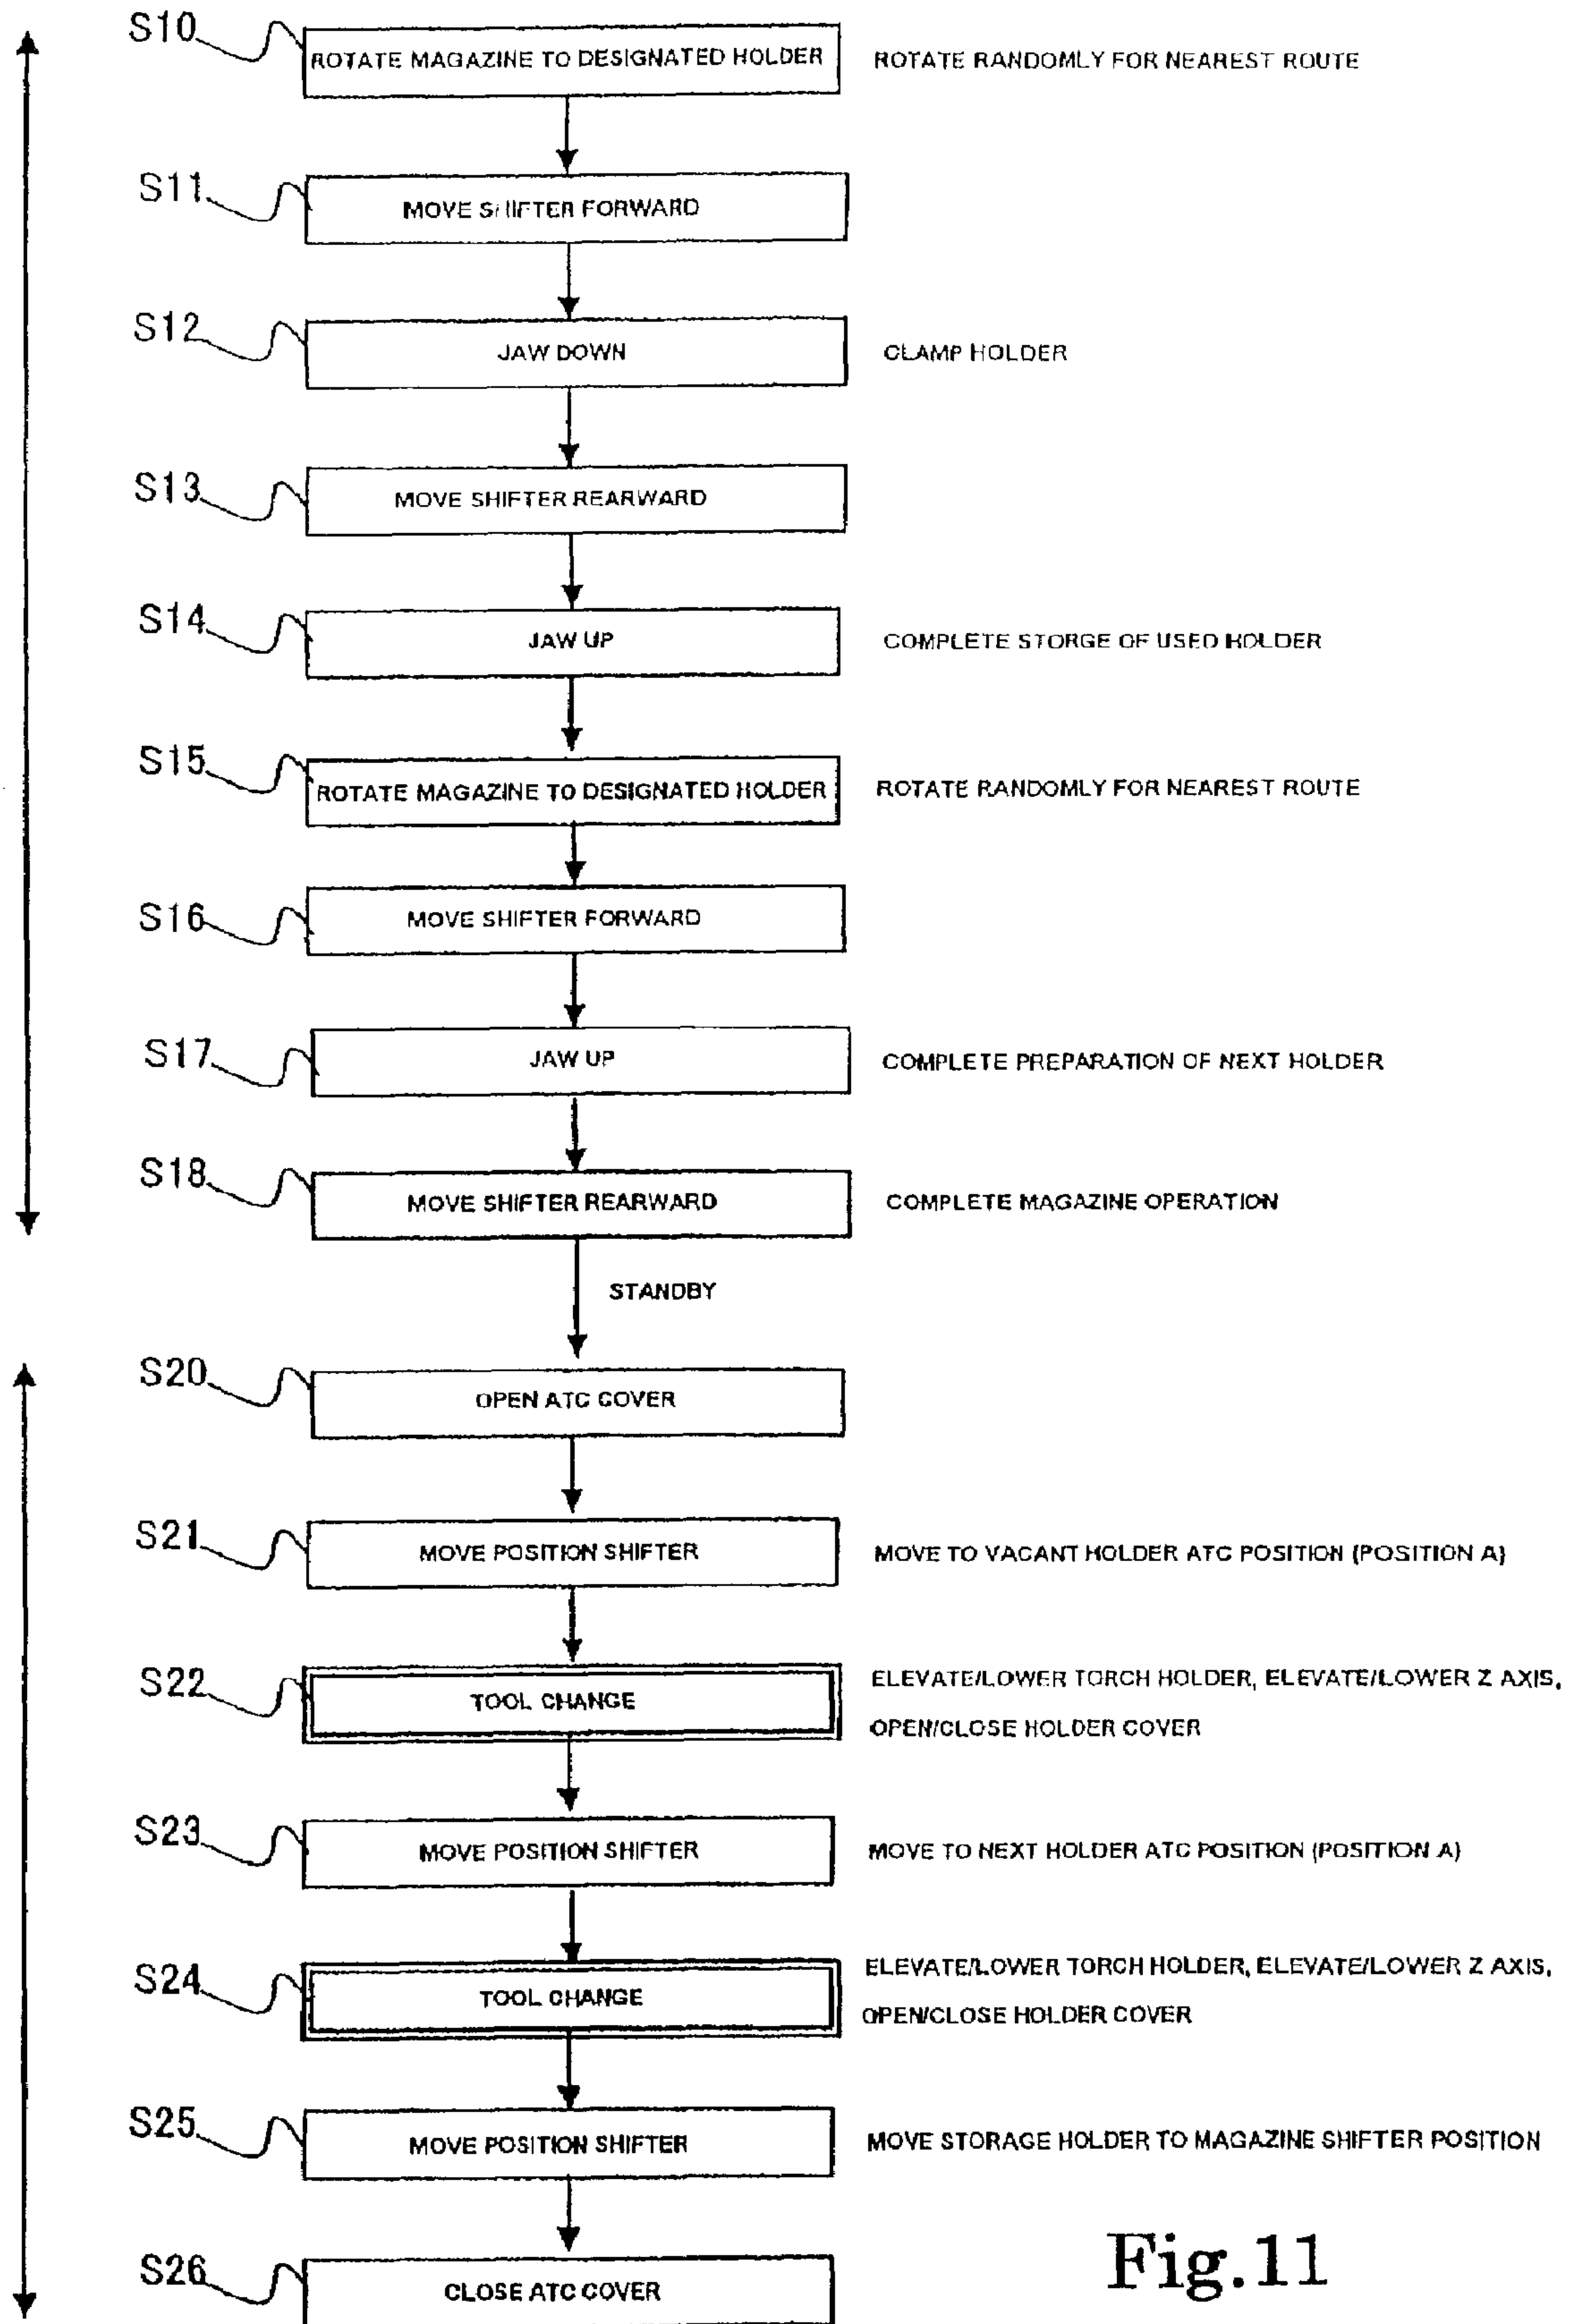 S10
ROTATE MAGAZINE TO DESIGNATED HOLDER
ROTATE RANDOMLY FOR NEAREST ROUTE
S11
MOVE SHIFTER FORWARD
S12
JAW DOWN
CLAMP HOLDER
S13
MOVE SHIFTER REARWARD
S14
JAW UP
COMPLETE STORGE OF USED HOLDER
S15
ROTATE MAGAZINE TO DESIGNATED HOLDER
ROTATE RANDOMLY FOR NEAREST ROUTE
S16
MOVE SHIFTER FORWARD
S17
JAW UP
COMPLETE PREPARATION OF NEXT HOLDER
S18
MOVE SHIFTER REARWARD
COMPLETE MAGAZINE OPERATION
STANDBY
S20
OPEN ATC COVER
S21
MOVE POSITION SHIFTER
MOVE TO VACANT HOLDER ATC POSITION (POSITION A)
S22
TOOL CHANGE
ELEVATE/LOWER TORCH HOLDER, ELEVATE/LOWER Z AXIS,
OPEN/CLOSE HOLDER COVER
S23
MOVE POSITION SHIFTER
MOVE TO NEXT HOLDER ATC POSITION (POSITION A)
S24
TOOL CHANGE
ELEVATE/LOWER TORCH HOLDER, ELEVATE/LOWER Z AXIS,
OPEN/CLOSE HOLDER COVER
S25
MOVE POSITION SHIFTER
MOVE STORAGE HOLDER TO MAGAZINE SHIFTER POSITION
S26
CLOSE ATC COVER
Fig.11